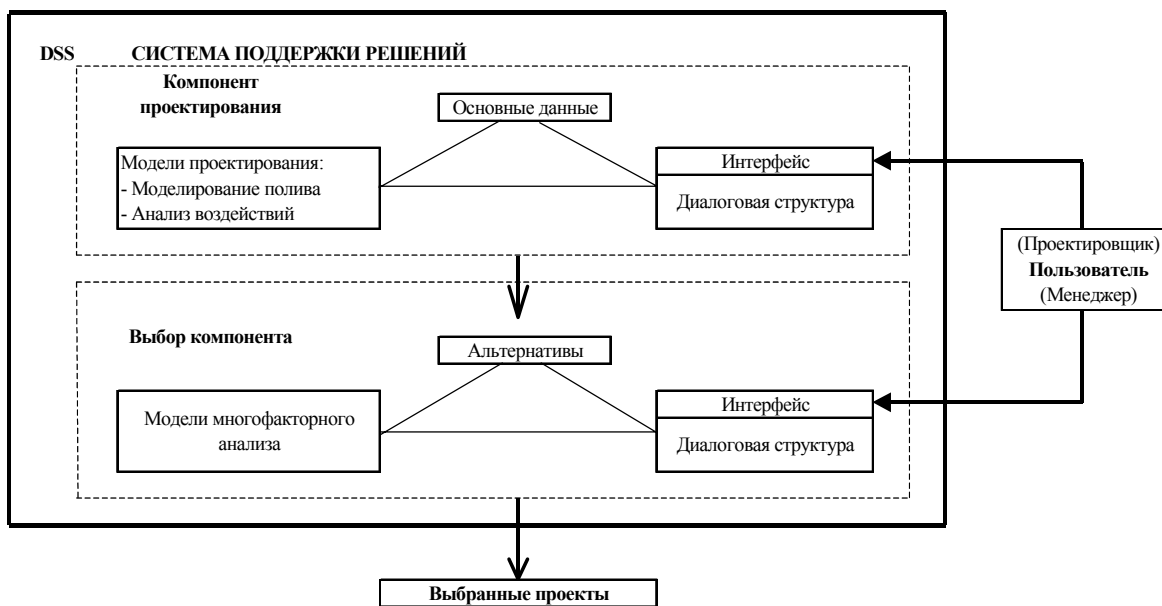 DSS СИСТЕМА ПОДДЕРЖКИ РЕШЕНИЙ
Компонент
проектирования
Основные данные
Модели проектирования:
- Моделирование полива
- Анализ воздействий
Интерфейс
Диалоговая структура
(Проектировщик)
Пользователь
(Менеджер)
Выбор компонента
Альтернативы
Модели многофакторного
анализа
Интерфейс
Диалоговая структура
Выбранные проекты